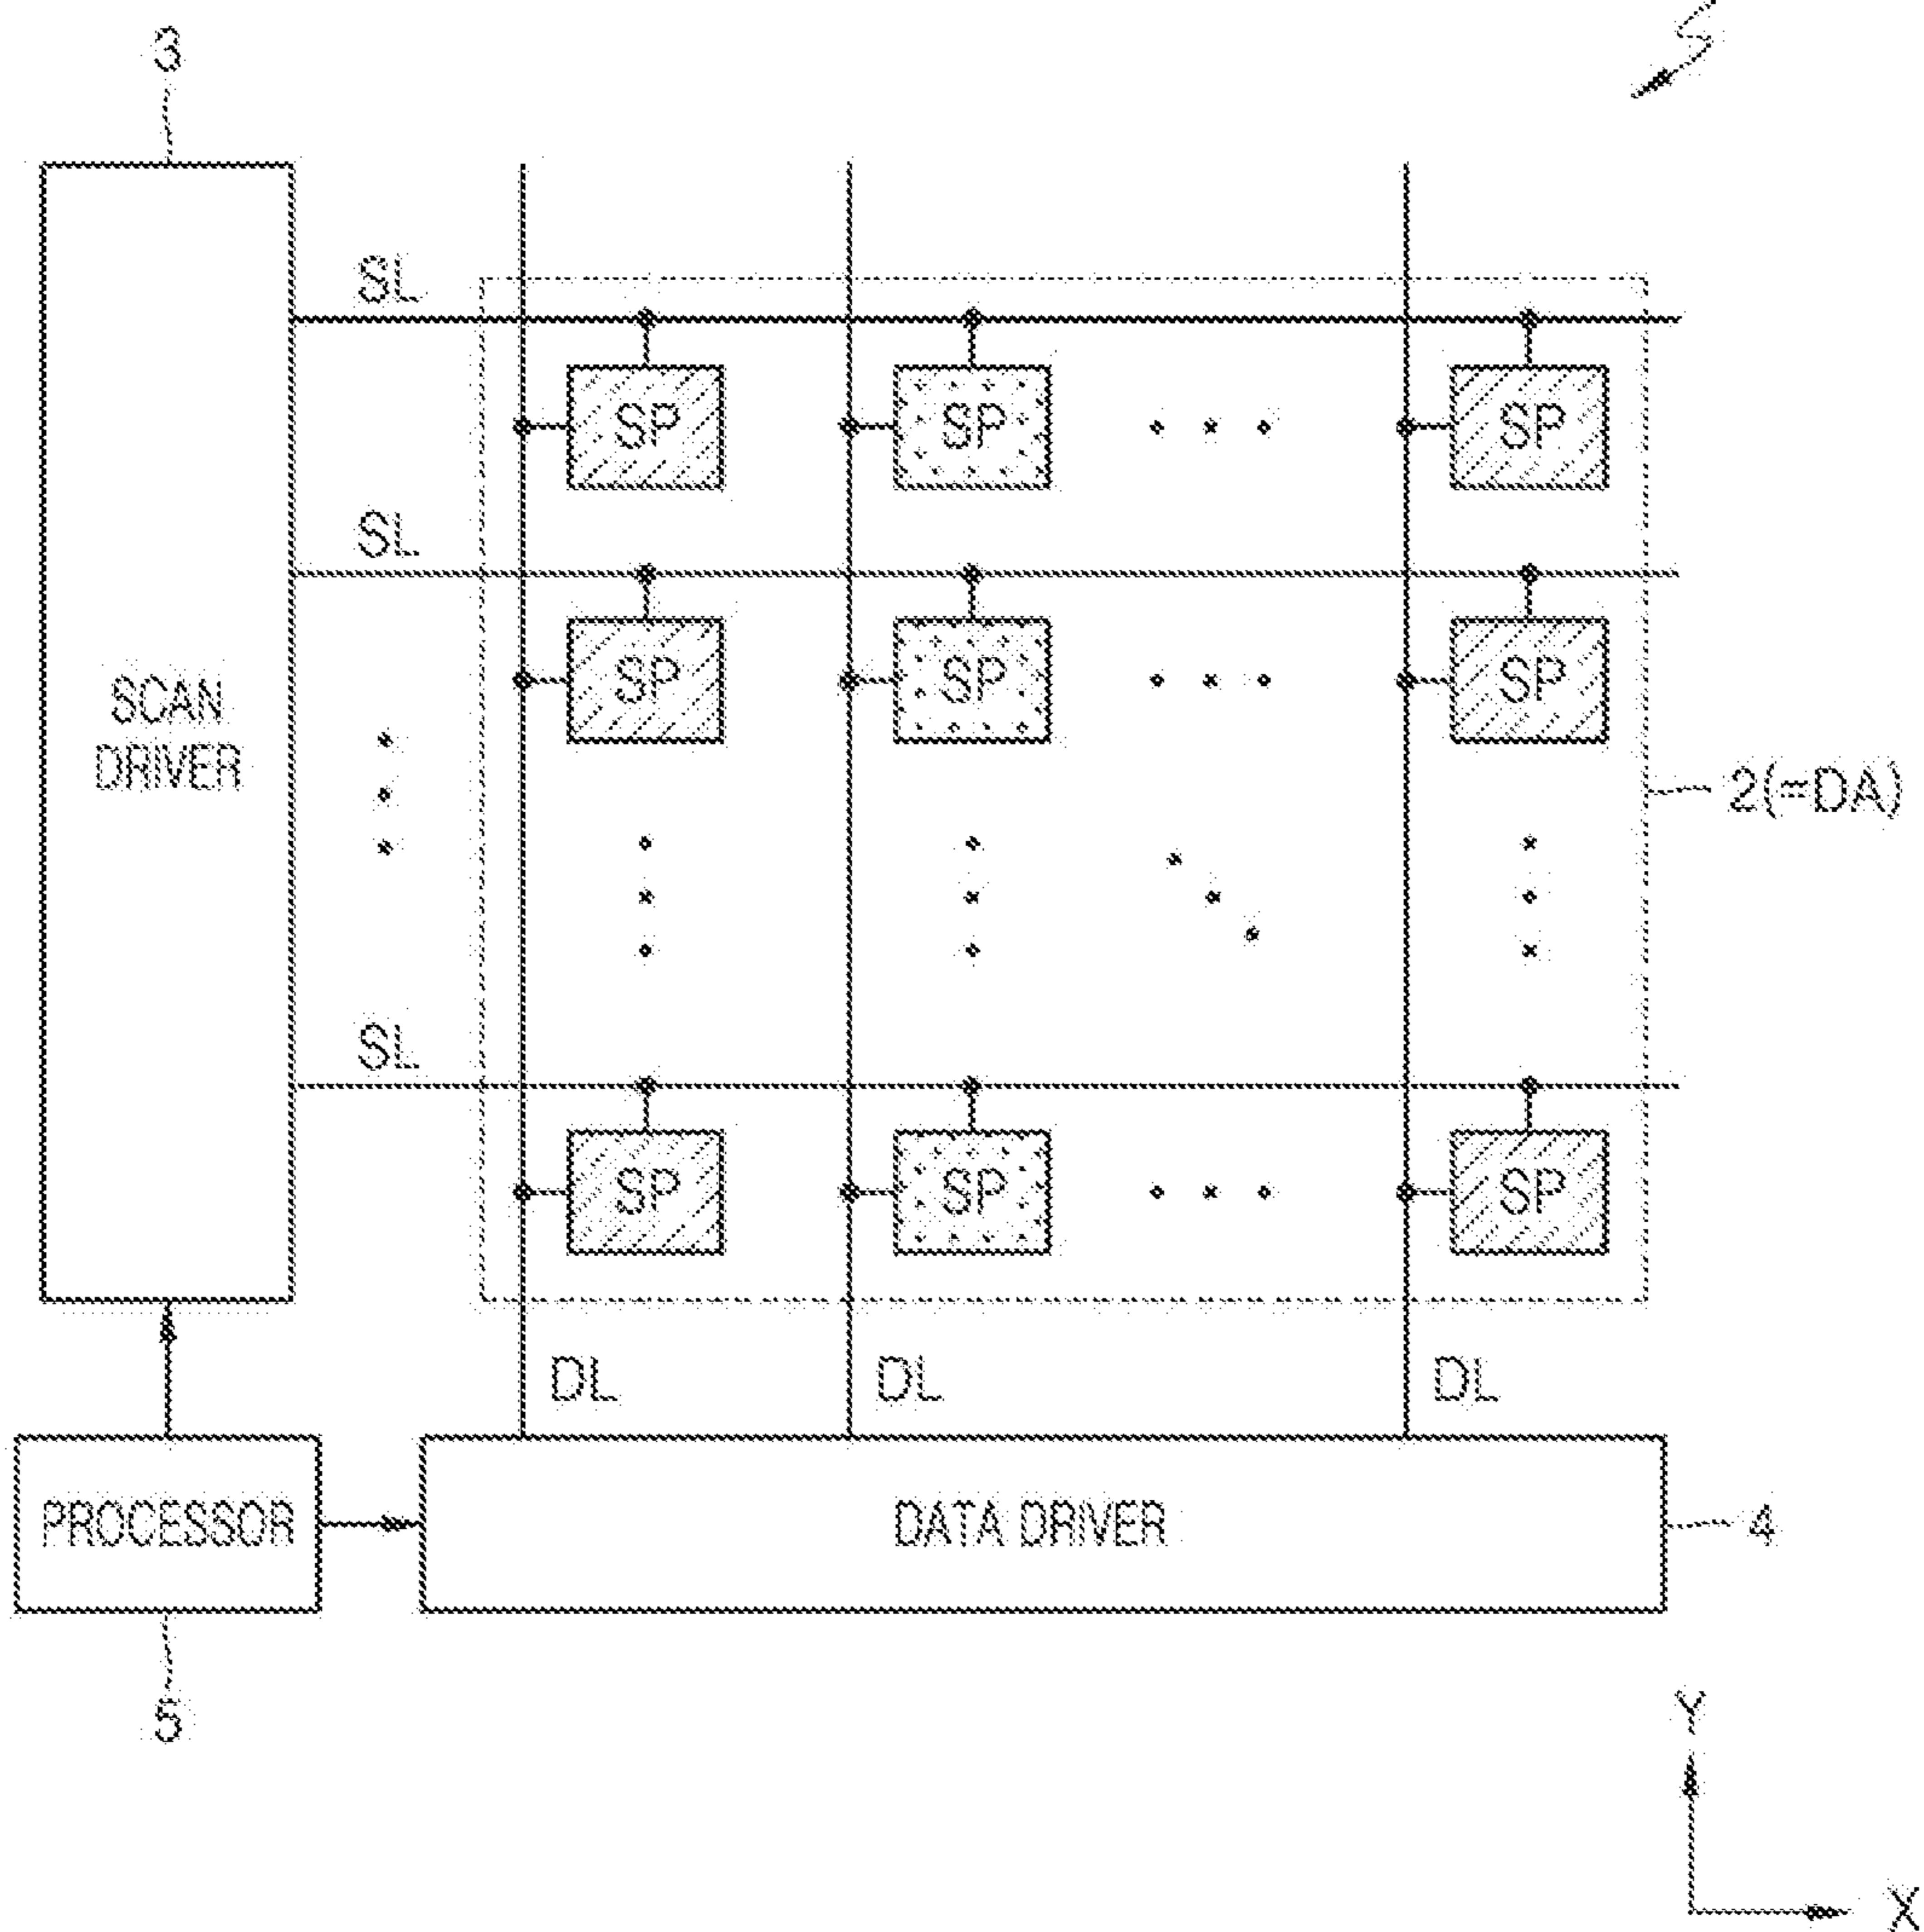 3
SL
SP SP SP
SL
SP SP SP
SCAN
DRIVER
2(=DA)
SL
SP SP SP
DL DL DL
PROCESSOR
DATA DRIVER
4
5
Y
X